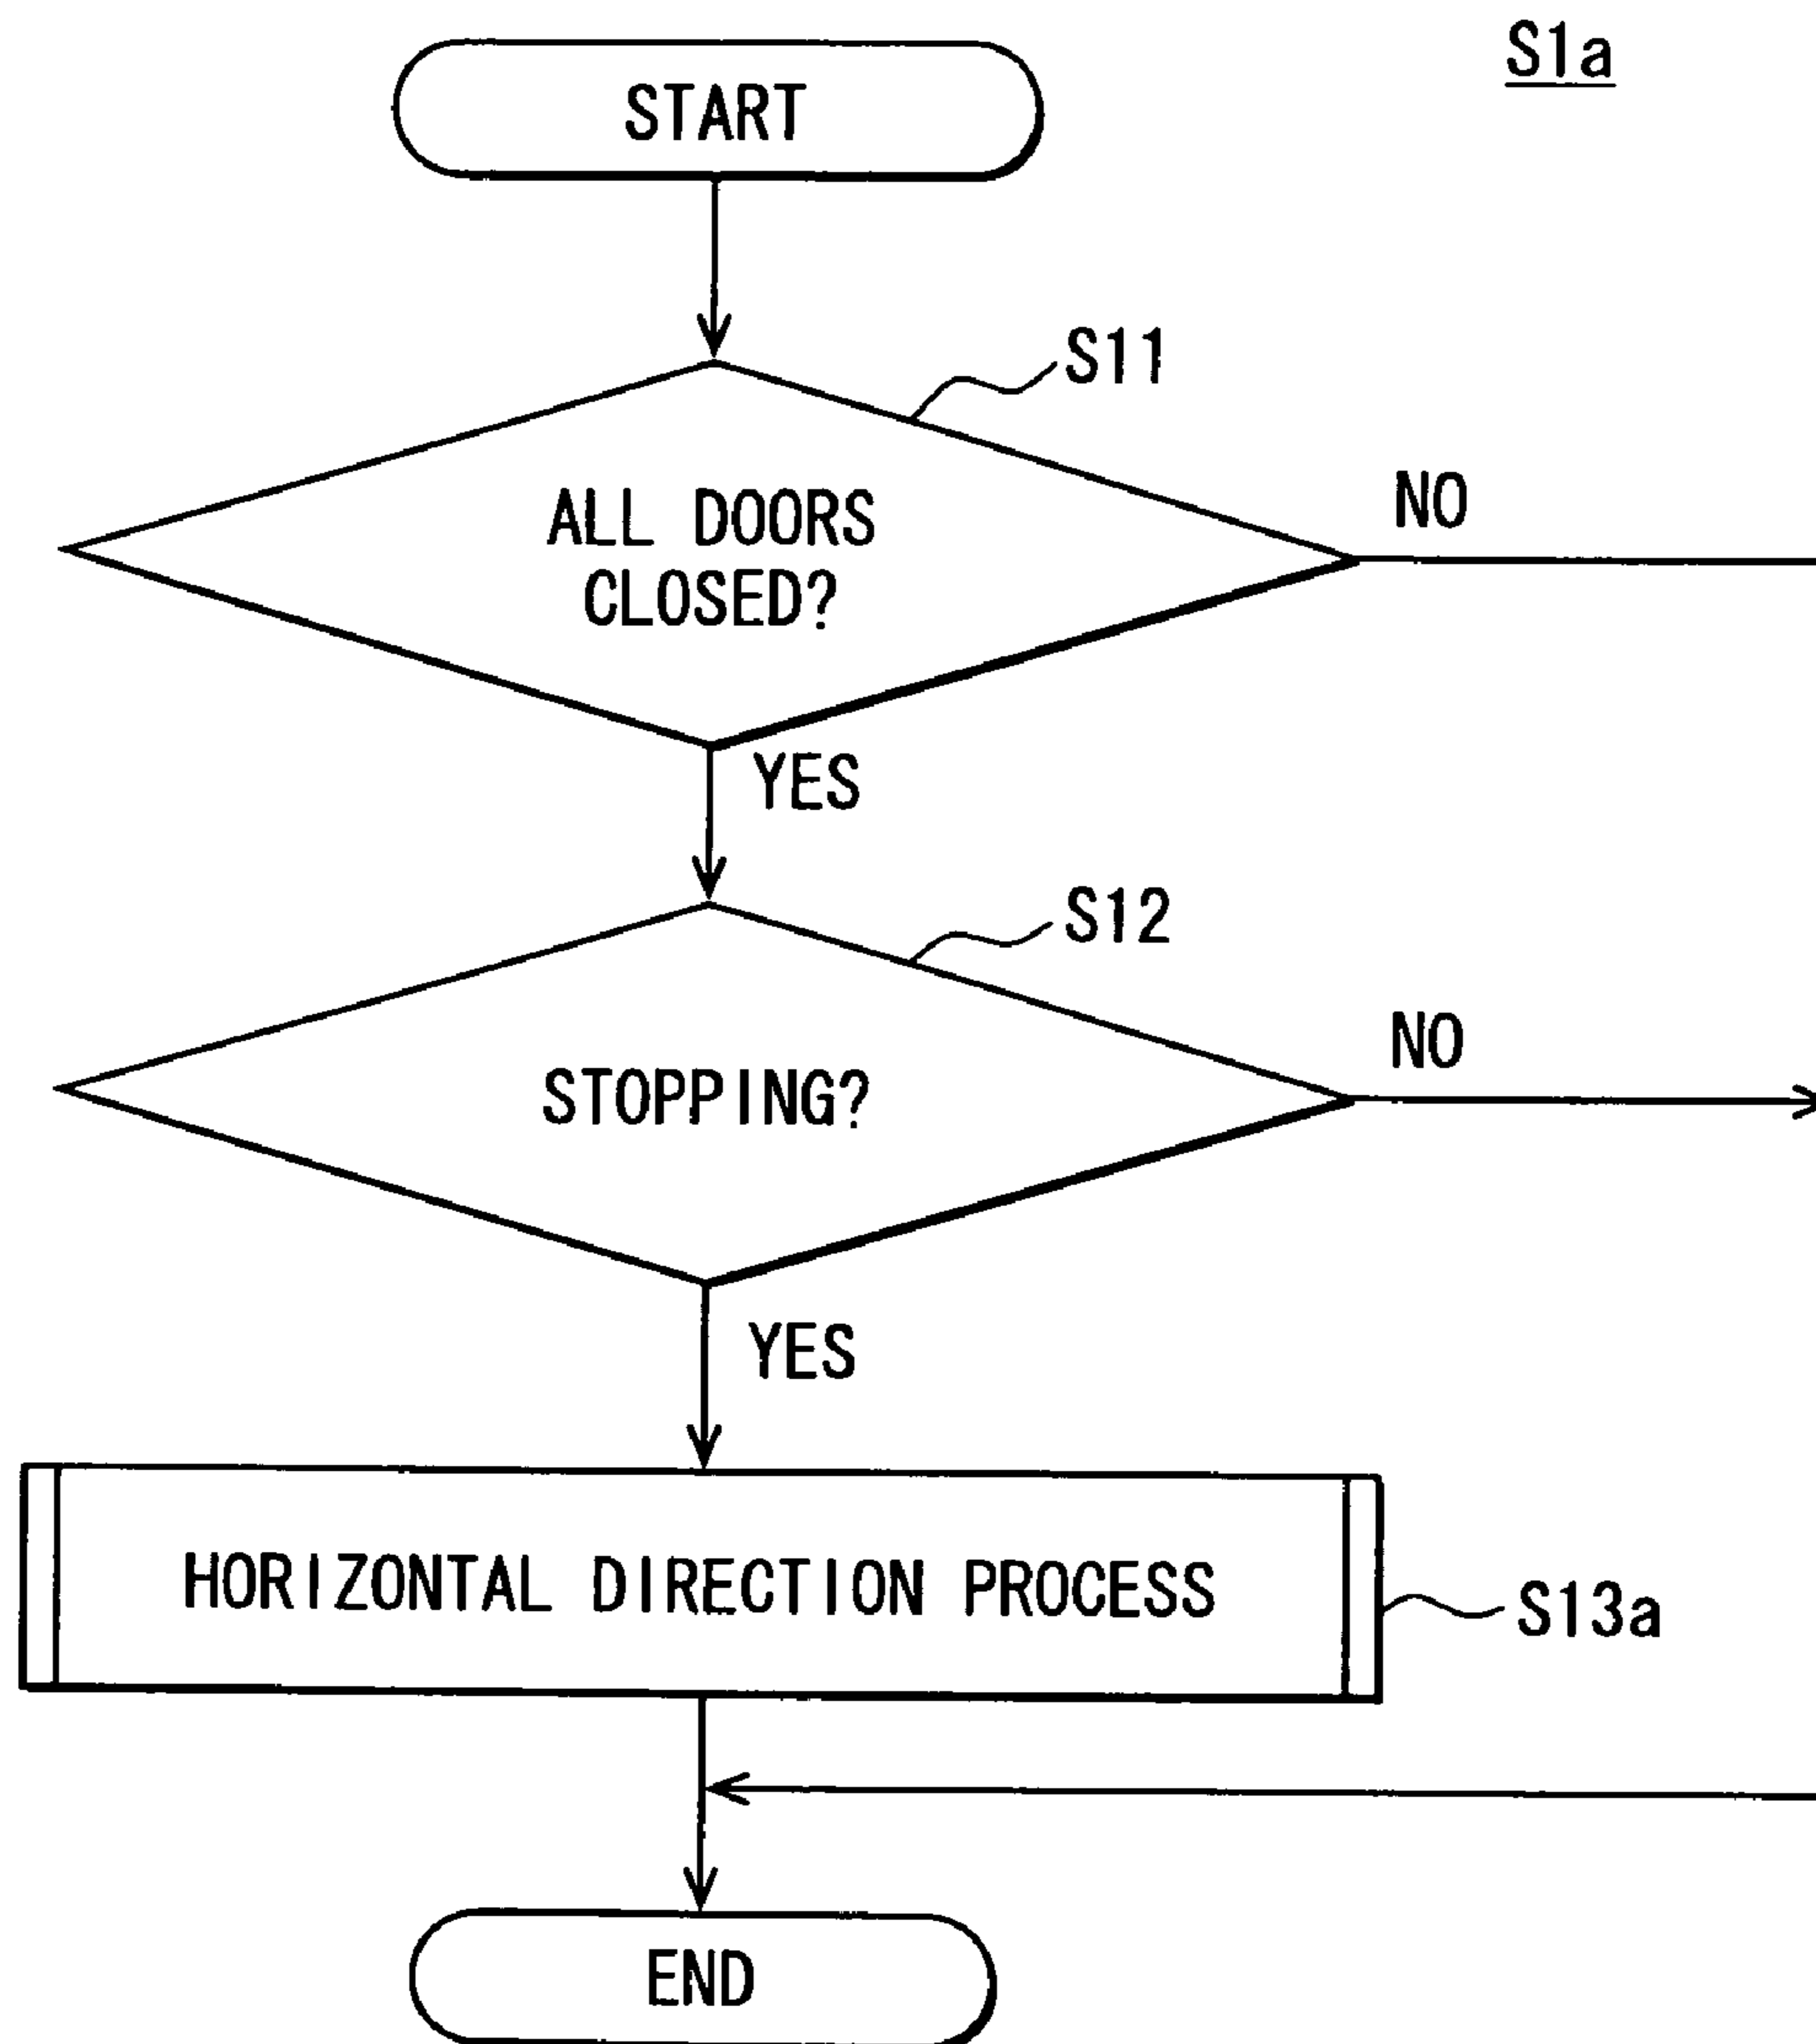 S1a
START
S11
ALL DOORS
CLOSED?
NO
YES
S12
STOPPING?
NO
YES
HORIZONTAL DIRECTION PROCESS
S13a
END